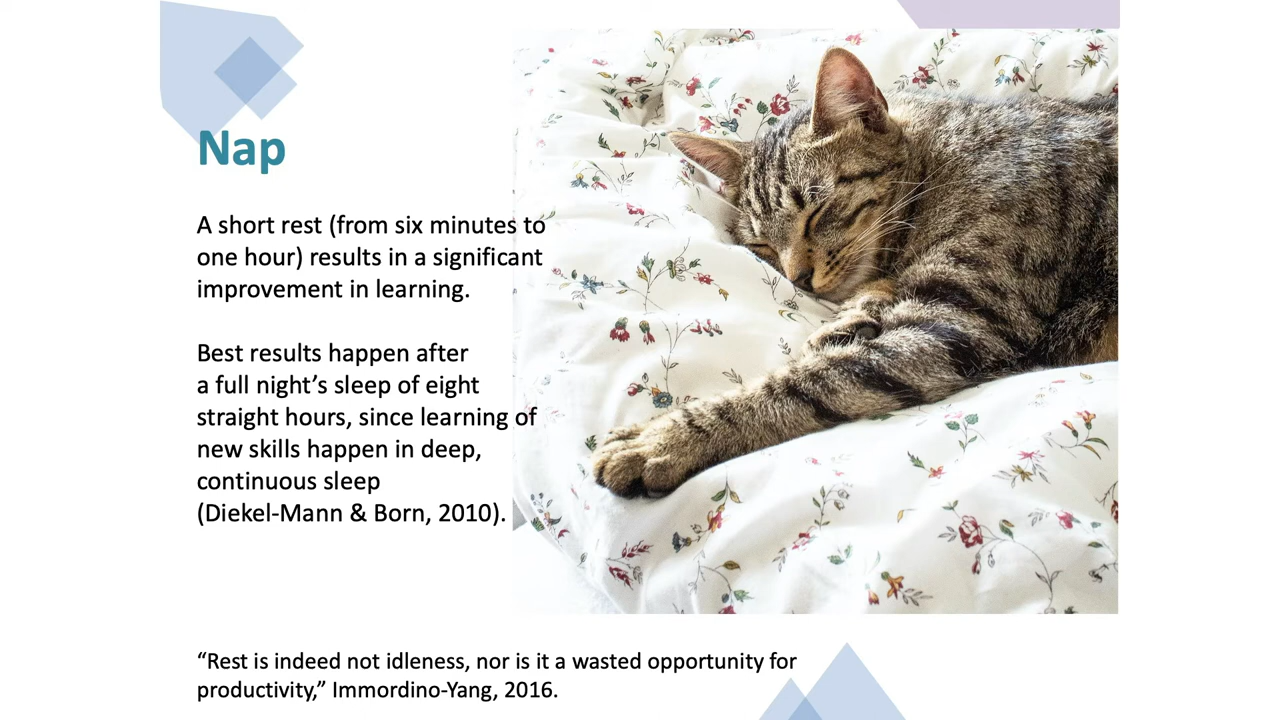 Nap
A short rest (from six minutes to
one hour) results in a significant
improvement in learning.
Best results happen after
a full night’s sleep of eight
straight hours, since learning of
new skills happen in deep,
continuous sleep
(Diekel-Mann & Born, 2010).
“Rest is indeed not idleness, nor is it a wasted opportunity for
productivity,” Immordino-Yang, 2016.